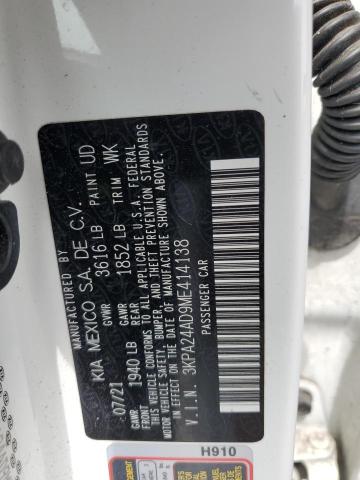 MANUFACTURED BY
KIA MEXICO S.A. DE C.V.
07/21 GVWR 3616 LB PAINT UD
GAWR FRONT 1940 LB GAWR REAR 1852 LB TRIM WK
THIS VEHICLE CONFORMS TO ALL APPLICABLE U.S.A. FEDERAL
MOTOR VEHICLE SAFETY, BUMPER, AND THEFT PREVENTION STANDARDS
IN EFFECT ON THE DATE OF MANUFACTURE SHOWN ABOVE.
V.I.N. 3KPA24AD9ME414138
PASSENGER CAR
H910